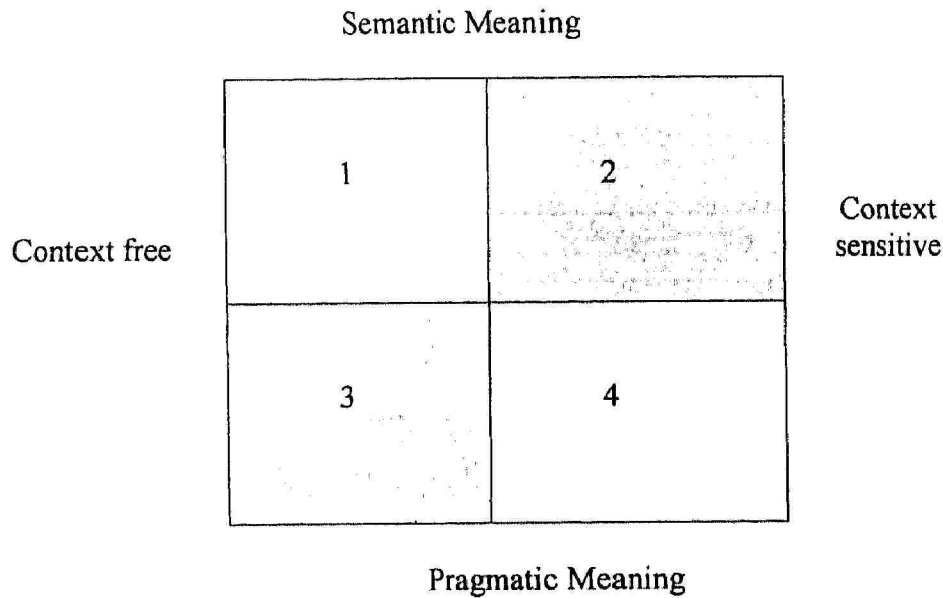 Semantic Meaning
1
2
Context free
Context
sensitive
3
4
Pragmatic Meaning